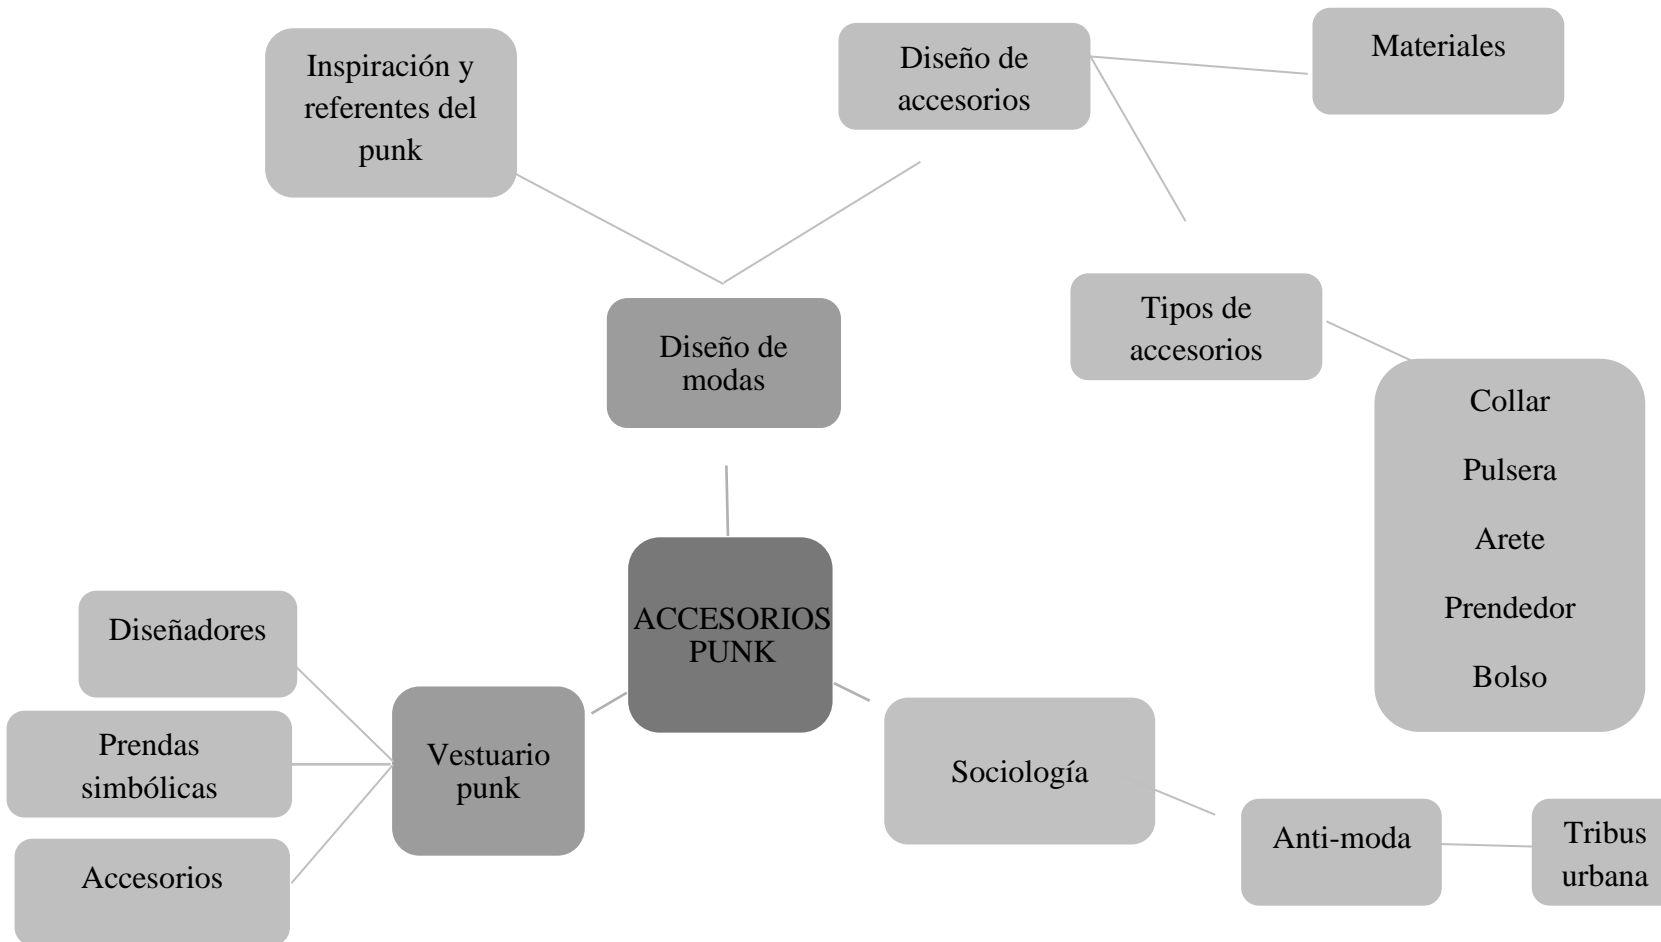 Inspiración y
referentes del
punk
Diseño de
accesorios
Materiales
Diseño de
modas
Tipos de
accesorios
Collar
Pulsera
Arete
Prendedor
Bolso
ACCESORIOS
PUNK
Diseñadores
Prendas
simbólicas
Accesorios
Vestuario
punk
Sociología
Anti-moda
Tribus
urbana